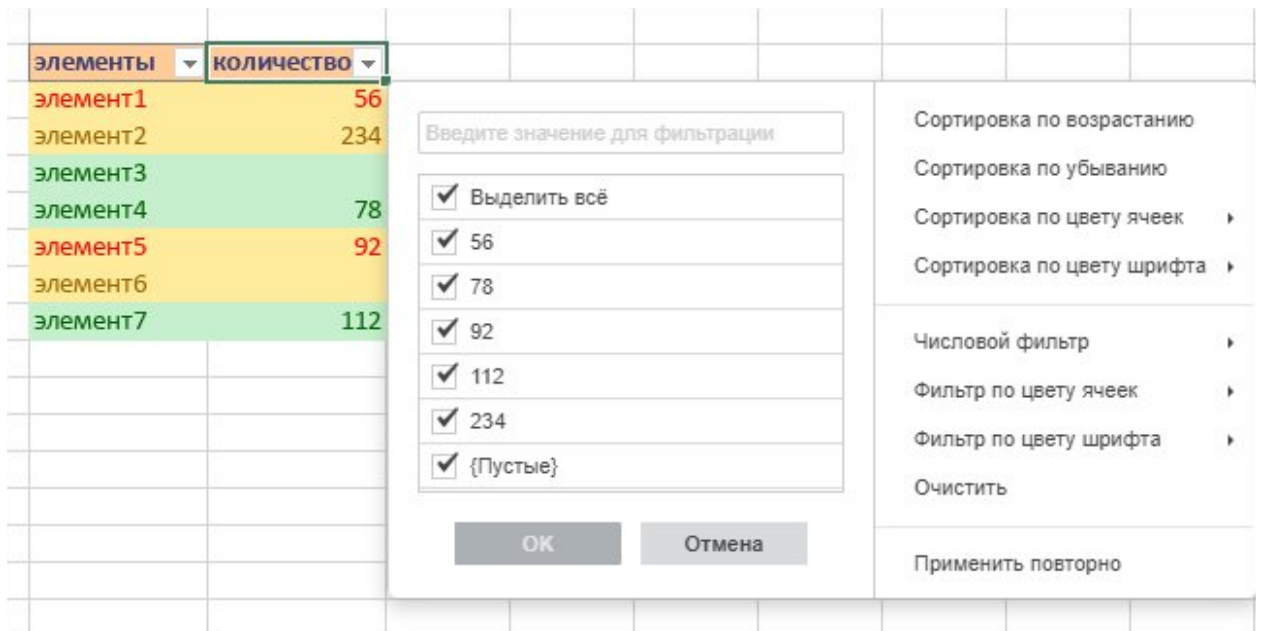 элементы количество
элемент1 56
элемент2 234
элемент3
элемент4 78
элемент5 92
элемент6
элемент7 112
Введите значение для фильтрации
Выделить всё
56
78
92
112
234
{Пустые}
OK Отмена
Сортировка по возрастанию
Сортировка по убыванию
Сортировка по цвету ячеек
Сортировка по цвету шрифта
Числовой фильтр
Фильтр по цвету ячеек
Фильтр по цвету шрифта
Очистить
Применить повторно